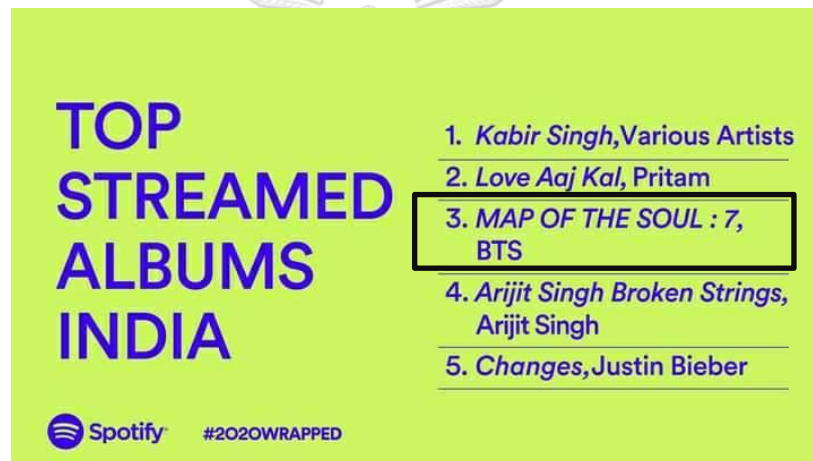 TOP
STREAMED
ALBUMS
INDIA
1. Kabir Singh,Various Artists
2. Love Aaj Kal, Pritam
3. MAP OF THE SOUL : 7,
BTS
4. Arijit Singh Broken Strings,
Arijit Singh
5. Changes,Justin Bieber
Spotify #2020WRAPPED